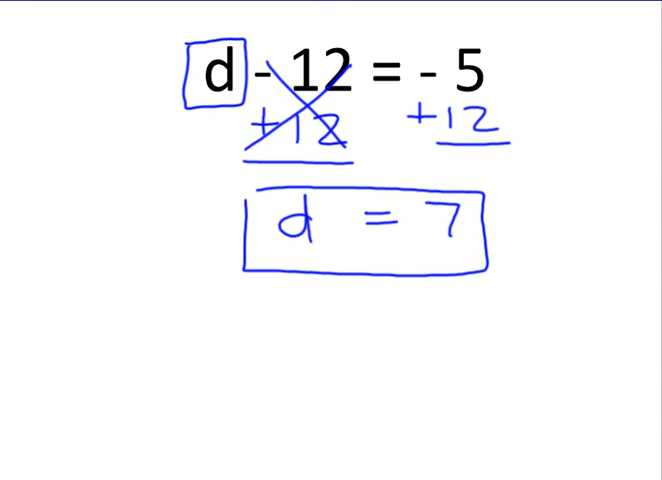 d - 12 = - 5
+12 +12
d = 7